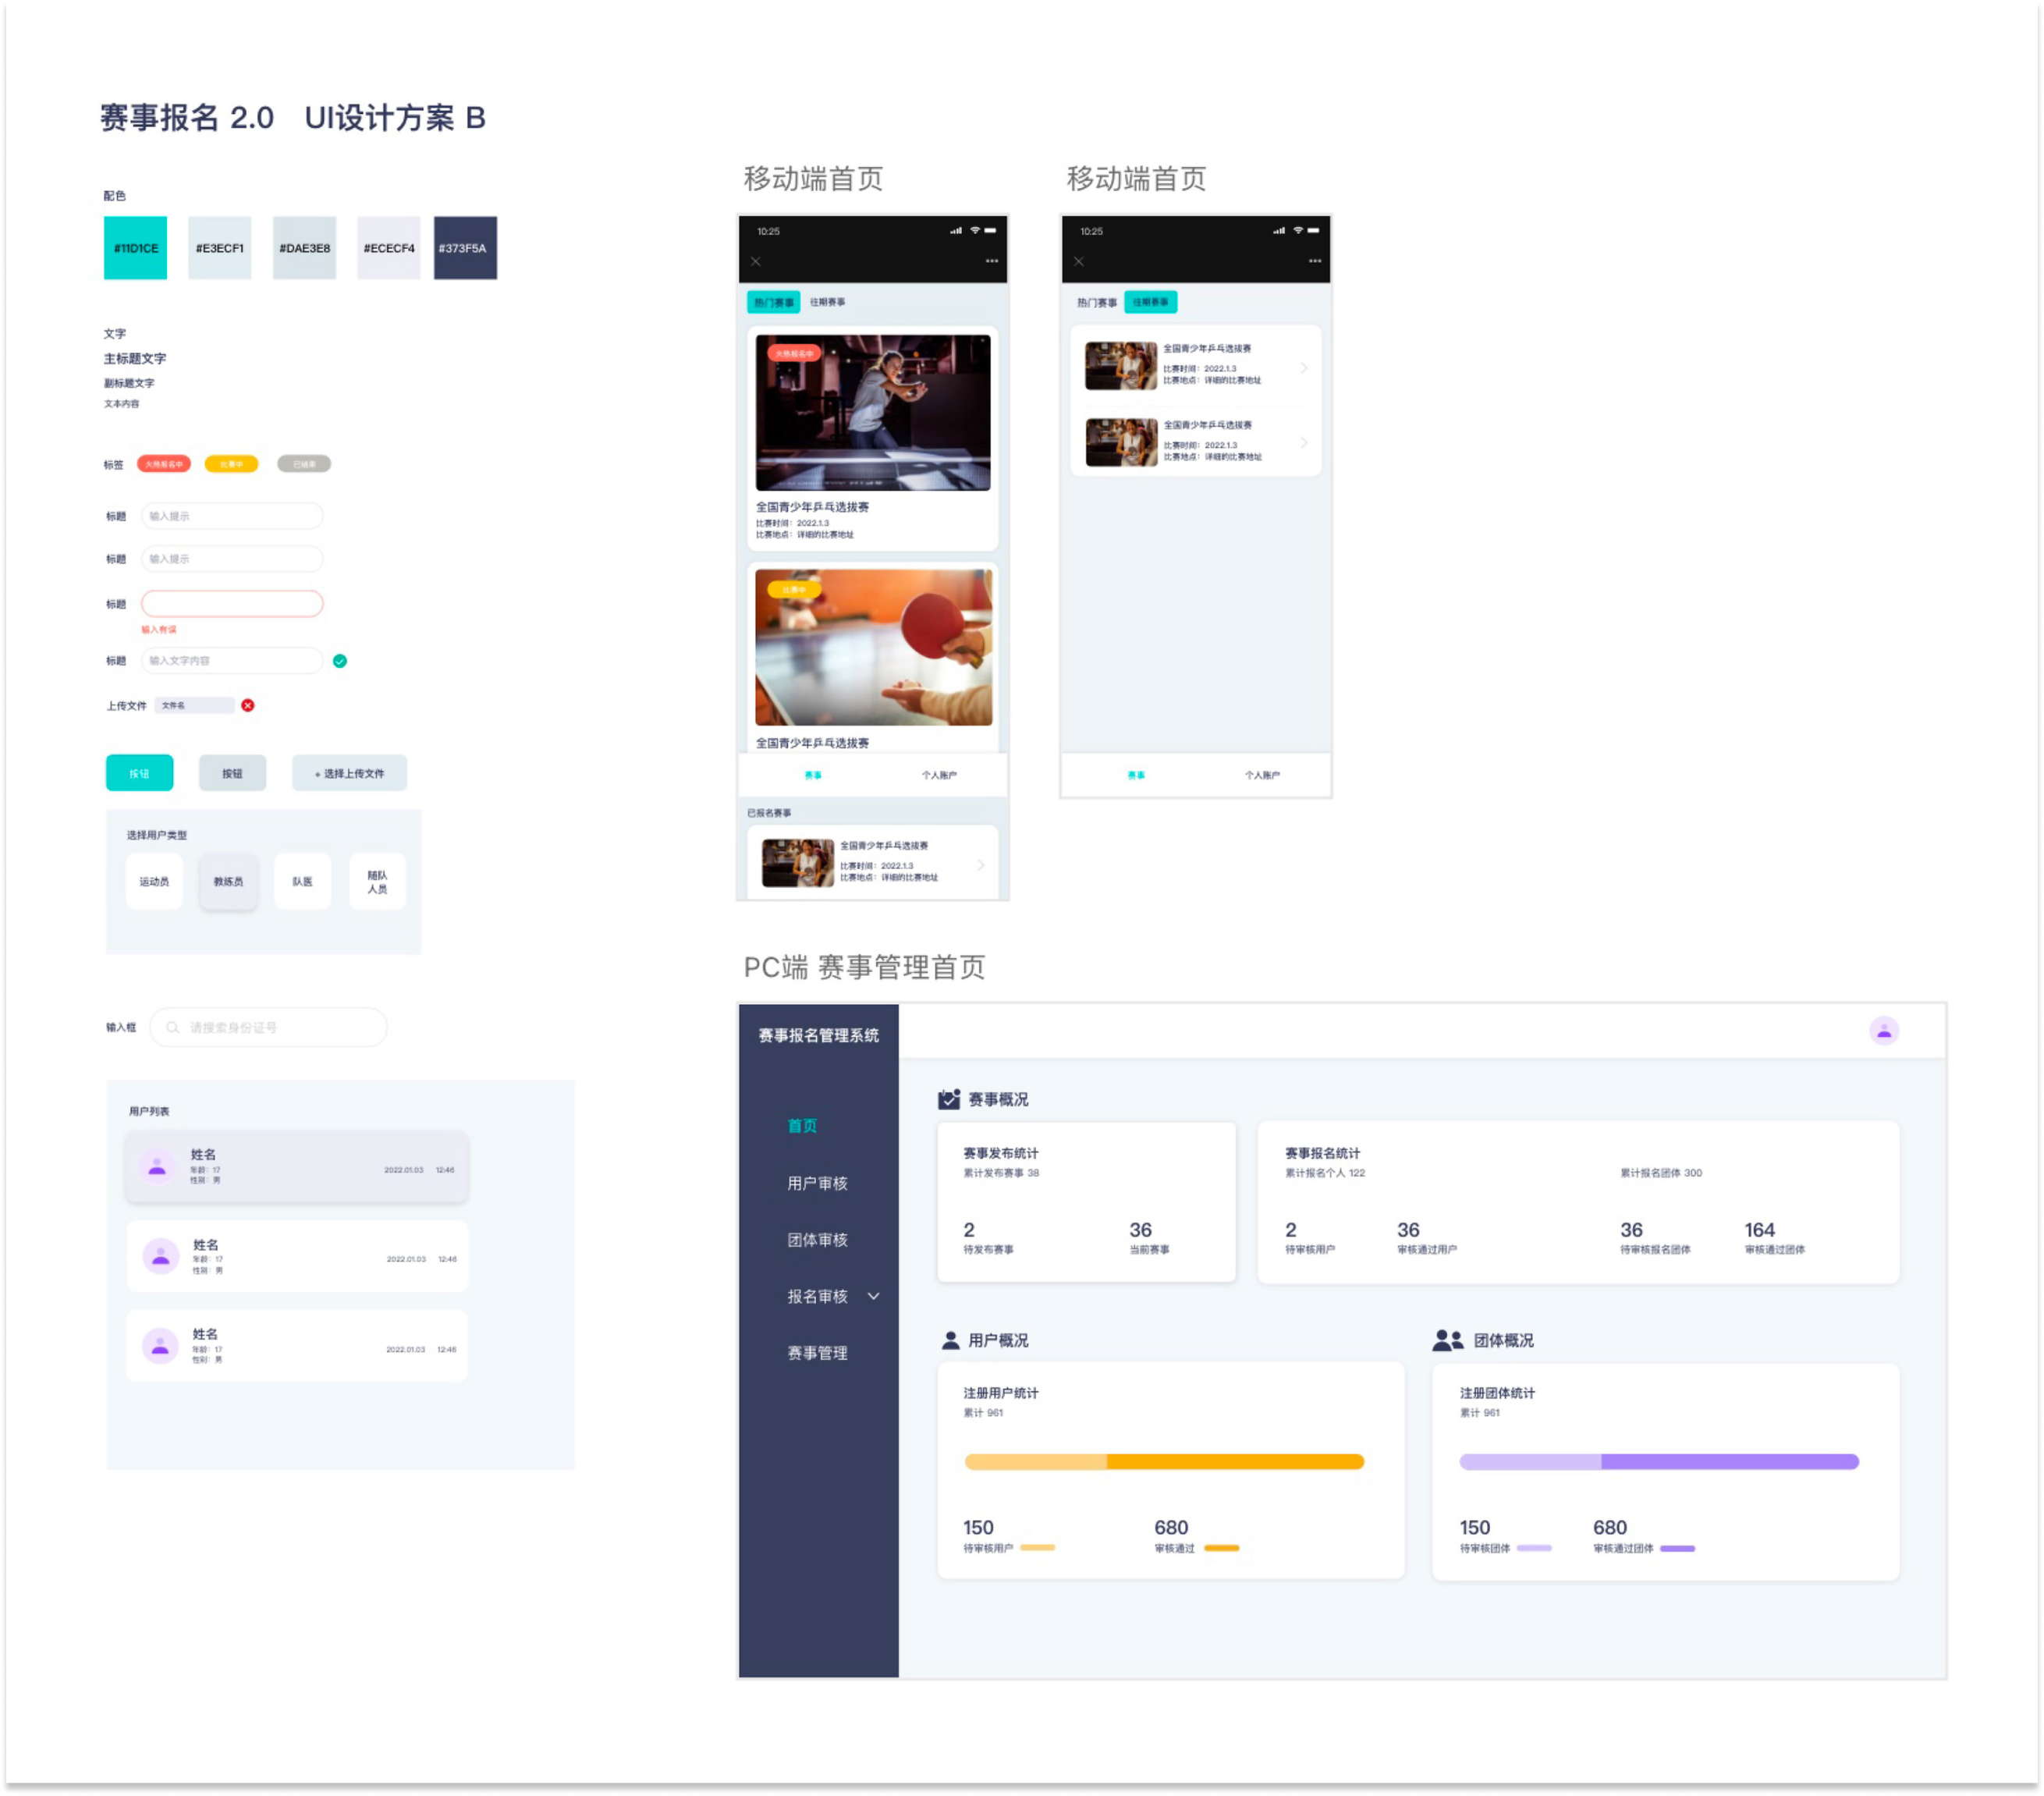 赛事报名 2.0 UI设计方案 B
配色
#11D1CE #E3ECF1 #DAE3E8 #ECECF4 #373F5A
文字
主标题文字
副标题文字
文本内容
标签 火热报名中 比赛中 已结束
标题 输入提示
标题 输入提示
标题
输入有误
标题 输入文字内容
上传文件 文件名
按钮 按钮 + 选择上传文件
选择用户类型
运动员 教练员 队医 随队
人员
输入框 请搜索身份证号
用户列表
姓名
年龄：17
性别：男
2022.01.03 12:46
姓名
年龄：17
性别：男
2022.01.03 12:46
姓名
年龄：17
性别：男
2022.01.03 12:46
移动端首页
10:25
热门赛事 往期赛事
火热报名中
全国青少年乒乓选拔赛
比赛时间：2022.1.3
比赛地点：详细的比赛地址
比赛中
全国青少年乒乓选拔赛
赛事 个人账户
已报名赛事
全国青少年乒乓选拔赛
比赛时间：2022.1.3
比赛地点：详细的比赛地址
移动端首页
10:25
热门赛事 往期赛事
全国青少年乒乓选拔赛
比赛时间：2022.1.3
比赛地点：详细的比赛地址
全国青少年乒乓选拔赛
比赛时间：2022.1.3
比赛地点：详细的比赛地址
赛事 个人账户
PC端 赛事管理首页
赛事报名管理系统
首页
用户审核
团体审核
报名审核
赛事管理
赛事概况
赛事发布统计
累计发布赛事 38
2 36
待发布赛事 当前赛事
赛事报名统计
累计报名个人 122 累计报名团体 300
2 36 36 164
待审核用户 审核通过用户 待审核报名团体 审核通过团体
用户概况
注册用户统计
累计 961
150 680
待审核用户 审核通过
团体概况
注册团体统计
累计 961
150 680
待审核团体 审核通过团体